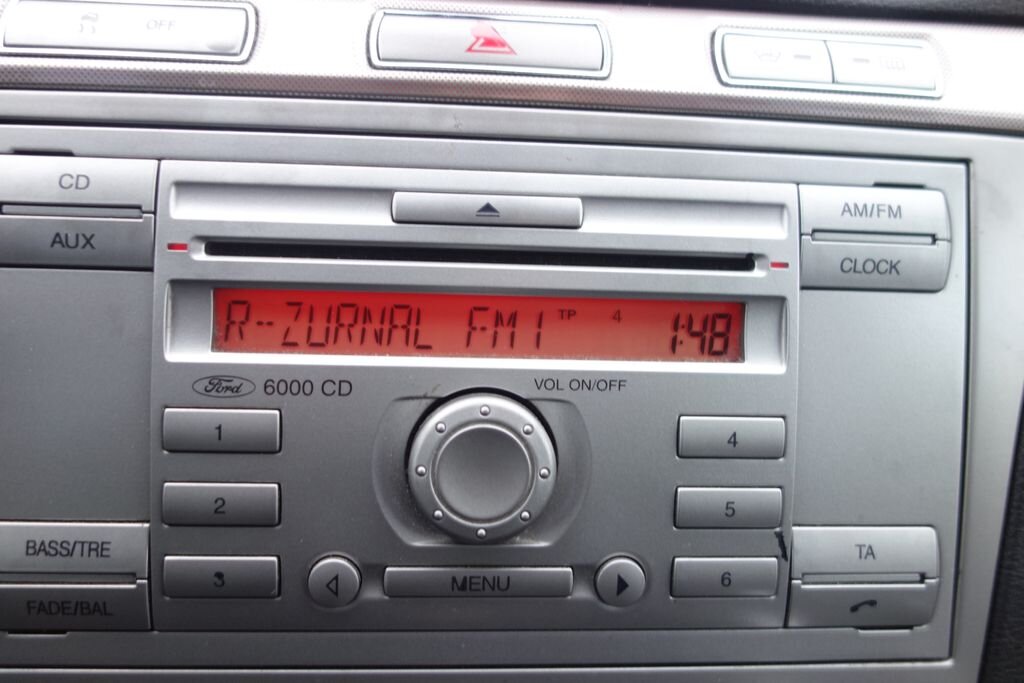 OFF
CD
AUX
AM/FM
CLOCK
R-ZURNAL FM1 TP 4 1:48
Ford 6000 CD
VOL ON/OFF
1
2
3
4
5
6
BASS/TRE
FADE/BAL
MENU
TA